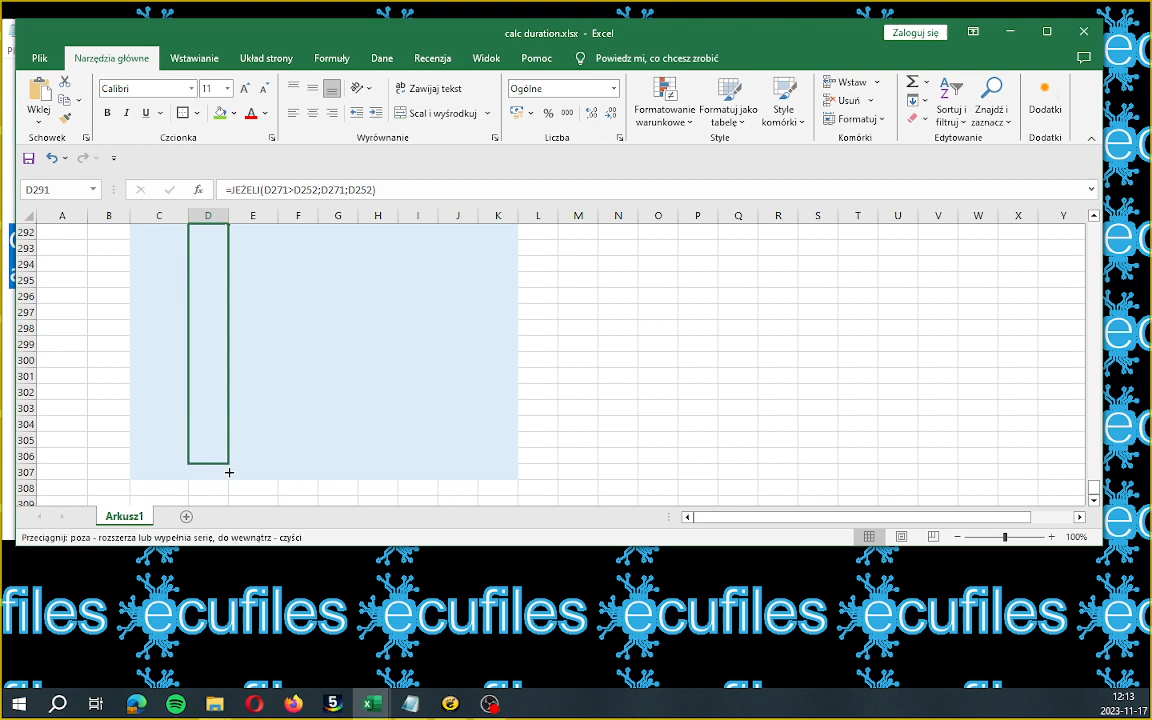 calc duration.xlsx - Excel
Zaloguj się
Plik
Narzędzia główne
Wstawianie
Układ strony
Formuły
Dane
Recenzja
Widok
Pomoc
Powiedz mi, co chcesz zrobić
Wklej
Calibri
11
Zawijaj tekst
Scal i wyśrodkuj
Ogólne
Formatowanie warunkowe
Formatuj jako tabelę
Style komórki
Wstaw
Usuń
Formatuj
Sortuj i filtruj
Znajdź i zaznacz
Dodatki
Schowek
Czcionka
Wyrównanie
Liczba
Style
Komórki
Edytowanie
Dodatki
D291
=JEŻELI(D271>D252;D271;D252)
A B C D E F G H I J K L M N O P Q R S T U V W X Y
292
293
294
295
296
297
298
299
300
301
302
303
304
305
306
307
308
309
Arkusz1
Przeciągnij: poza - rozszerza lub wypełnia serię, do wewnątrz - czyści
100%
files ecufiles ecufiles ecufiles ec
12:13
2023-11-17